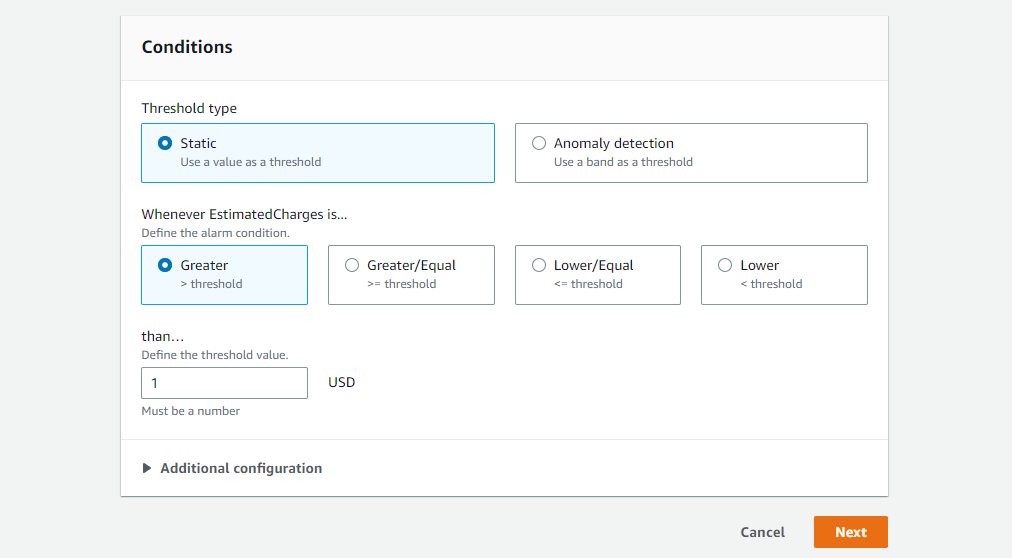 Conditions
Threshold type
Static
Use a value as a threshold
Anomaly detection
Use a band as a threshold
Whenever EstimatedCharges is...
Define the alarm condition.
Greater
> threshold
Greater/Equal
>= threshold
Lower/Equal
<= threshold
Lower
< threshold
than...
Define the threshold value.
1
USD
Must be a number
Additional configuration
Cancel
Next